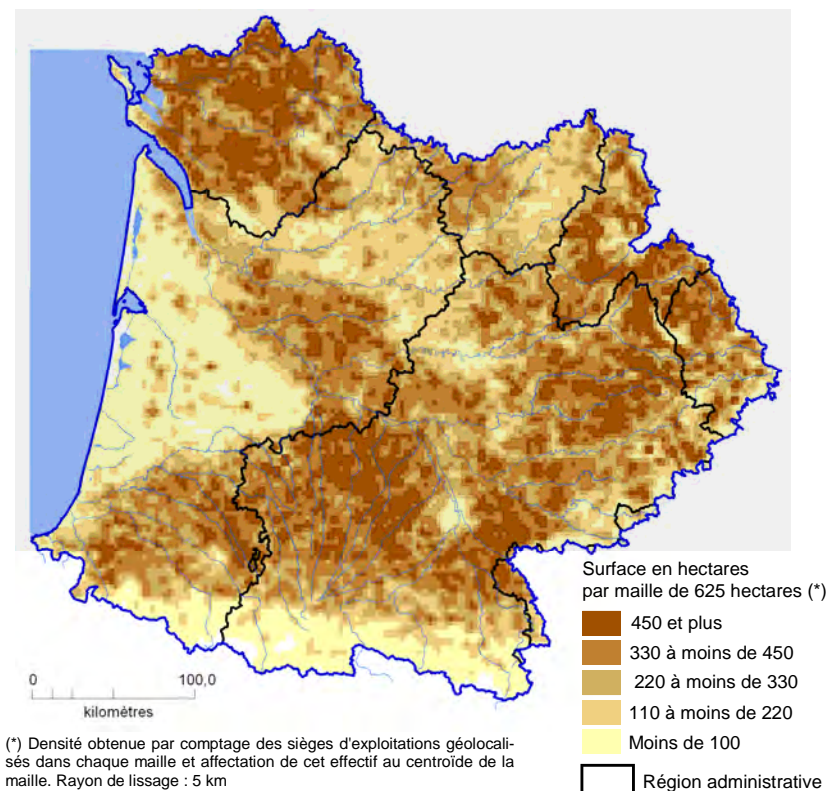 Surface en hectares
par maille de 625 hectares (*)
450 et plus
330 à moins de 450
220 à moins de 330
110 à moins de 220
Moins de 100
Région administrative
0 100,0
kilomètres
(*) Densité obtenue par comptage des sièges d'exploitations géolocali-
sés dans chaque maille et affectation de cet effectif au centroïde de la
maille. Rayon de lissage : 5 km